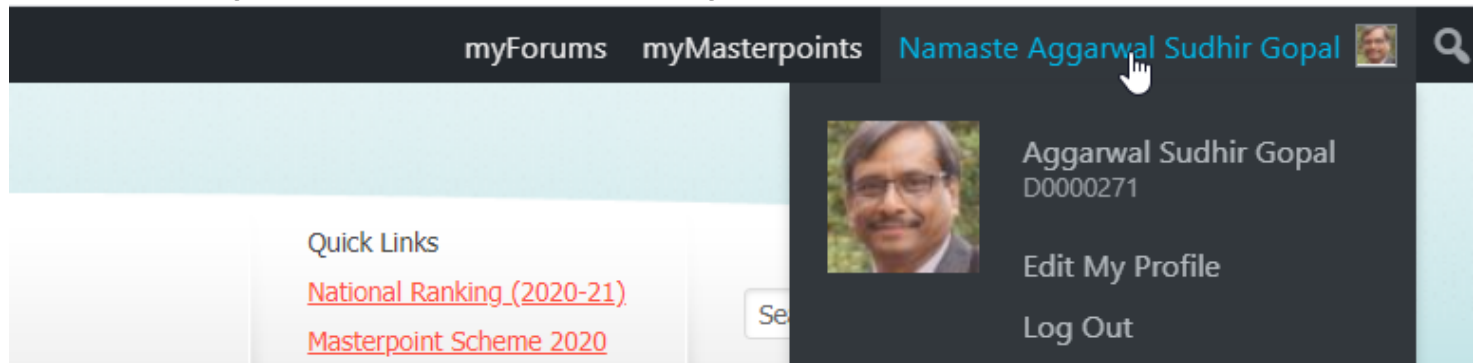 myForums myMasterpoints Namaste Aggarwal Sudhir Gopal
Aggarwal Sudhir Gopal
D0000271
Edit My Profile
Log Out
Quick Links
National Ranking (2020-21)
Masterpoint Scheme 2020